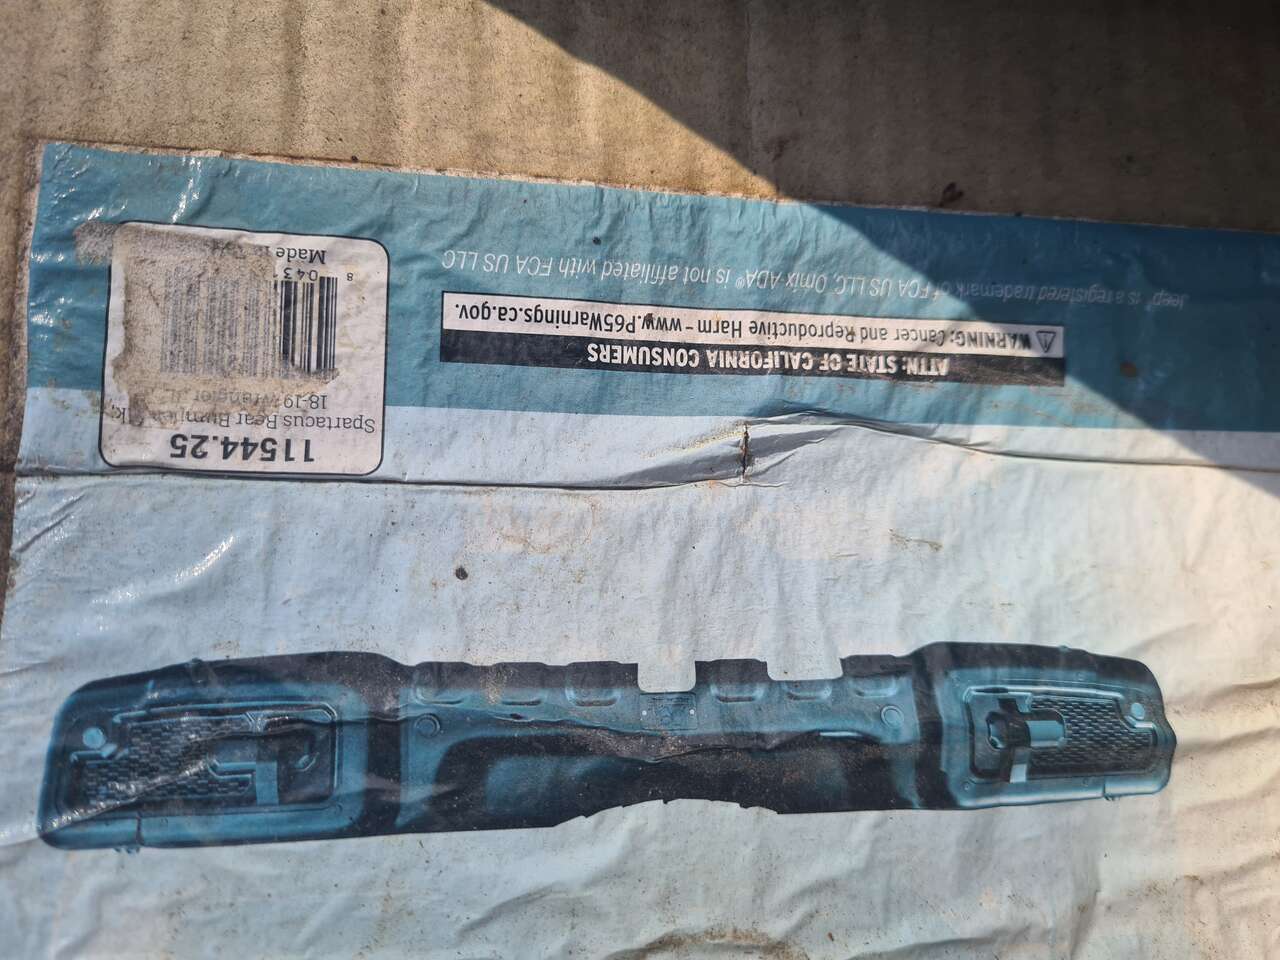 11544.25
Spartacus Rear Bumper
18-19 Wrangler
8 043
Made in
ATTN: STATE OF CALIFORNIA CONSUMERS
WARNING: Cancer and Reproductive Harm - www.P65Warnings.ca.gov.
Jeep® is a registered trademark of FCA US LLC. Omix-ADA® is not affiliated with FCA US LLC